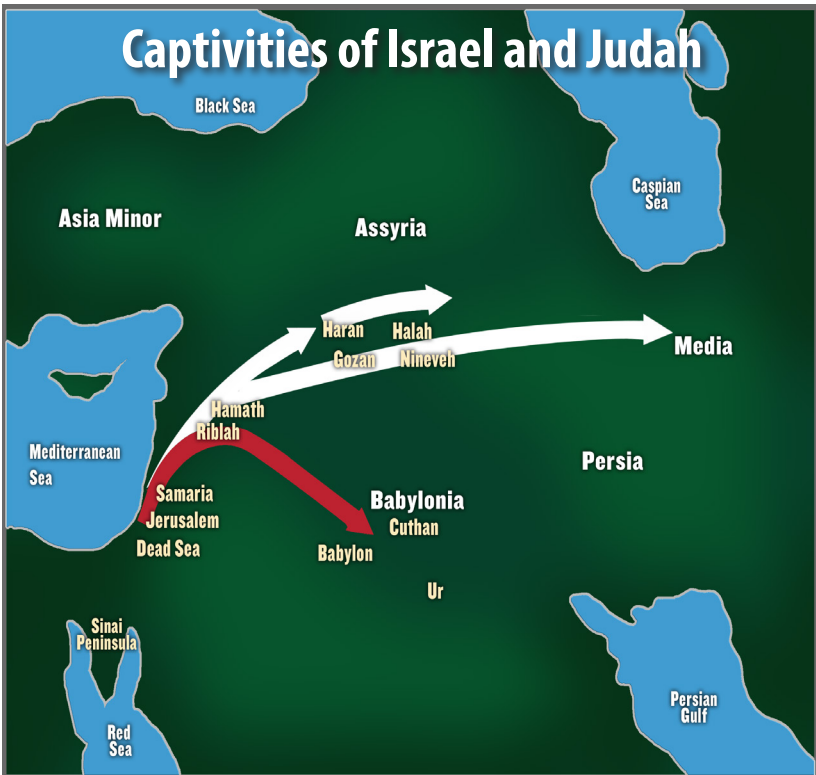 Captivities of Israel and Judah
Black Sea
Caspian
Sea
Asia Minor
Assyria
Haran
Halah
Gozan
Nineveh
Media
Hamath
Riblah
Mediterranean
Sea
Persia
Samaria
Babylonia
Jerusalem
Cuthan
Dead Sea
Babylon
Ur
Sinai
Peninsula
Persian
Gulf
Red
Sea